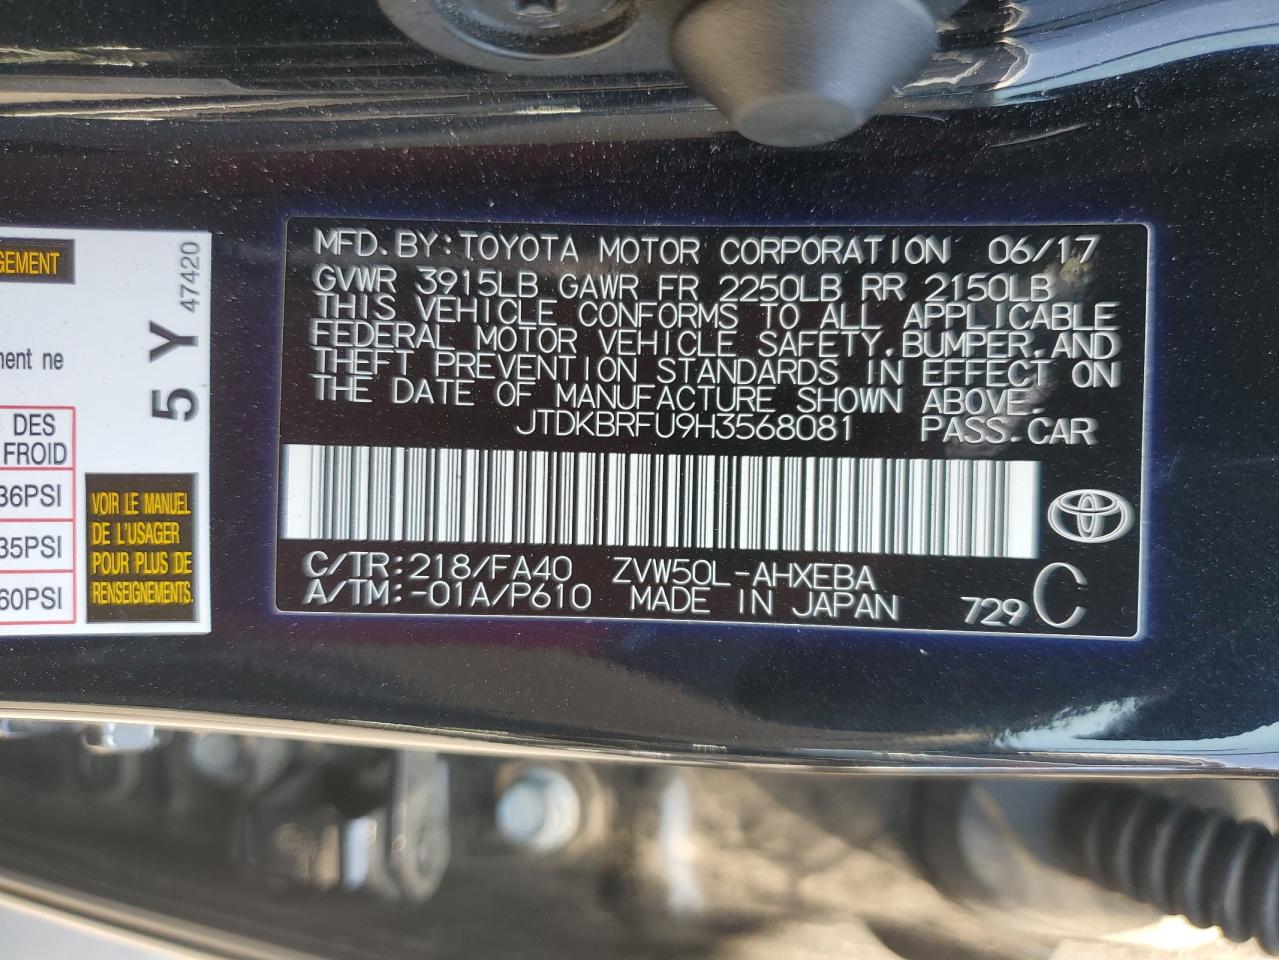 GEMENT
ment ne
DES
FROID
36PSI
35PSI
60PSI
5 Y 47420
VOIR LE MANUEL
DE L'USAGER
POUR PLUS DE
RENSEIGNEMENTS.
MFD.BY:TOYOTA MOTOR CORPORATION 06/17
GVWR 3915LB GAWR FR 2250LB RR 2150LB
THIS VEHICLE CONFORMS TO ALL APPLICABLE
FEDERAL MOTOR VEHICLE SAFETY,BUMPER,AND
THEFT PREVENTION STANDARDS IN EFFECT ON
THE DATE OF MANUFACTURE SHOWN ABOVE.
JTDKBRFU9H3568081 PASS.CAR
C/TR:218/FA40 ZVW50L-AHXEBA
A/TM:-01A/P610 MADE IN JAPAN 729 C